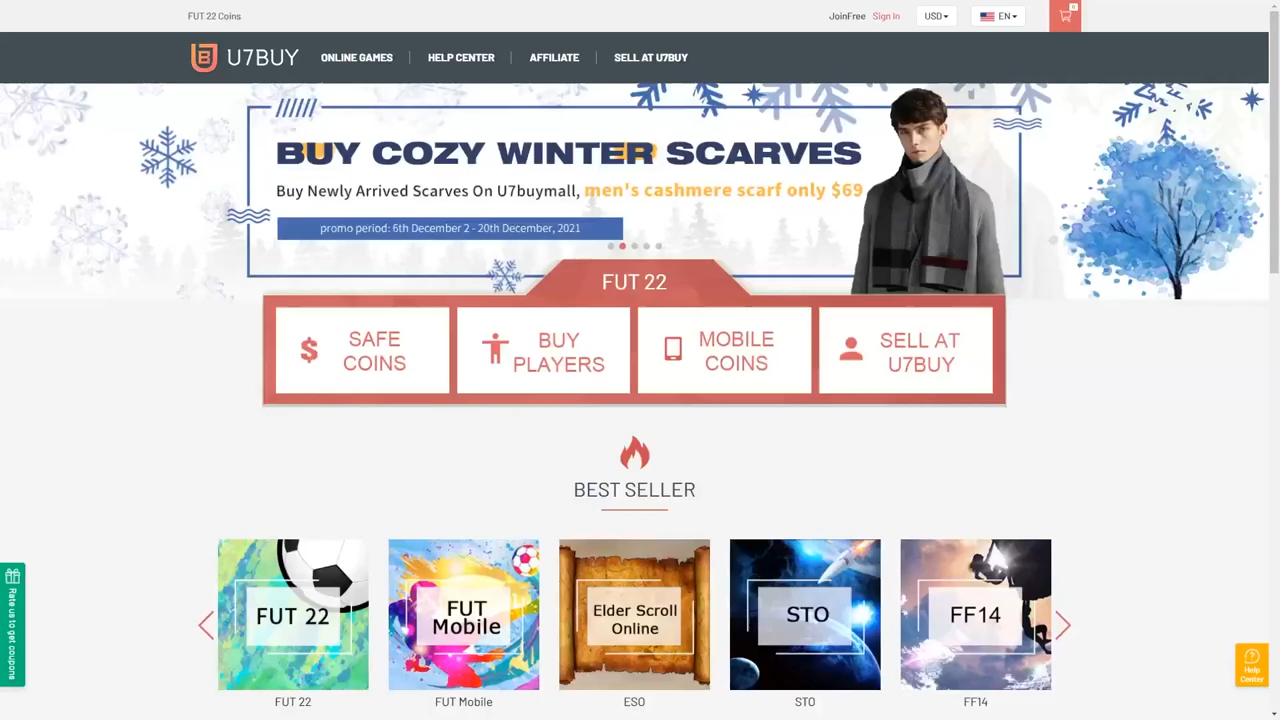 FUT 22 Coins
JoinFree Sign In USD EN 0
U7BUY ONLINE GAMES HELP CENTER AFFILIATE SELL AT U7BUY
BUY COZY WINTER SCARVES
Buy Newly Arrived Scarves On U7buymall, men's cashmere scarf only $69
promo period: 6th December 2 - 20th December, 2021
FUT 22
SAFE
COINS
BUY
PLAYERS
MOBILE
COINS
SELL AT
U7BUY
BEST SELLER
FUT 22
FUT
Mobile
Elder Scroll
Online
STO
FF14
FUT 22
FUT Mobile
ESO
STO
FF14
Rate us to get coupons
Help
Center